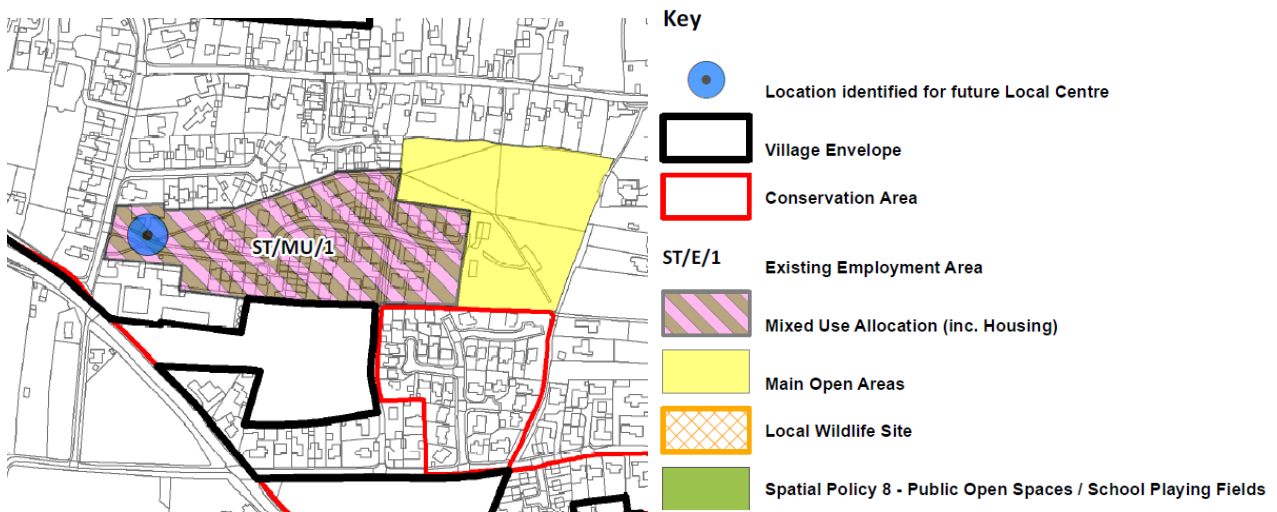 ST/MU/1
Key
Location identified for future Local Centre
Village Envelope
Conservation Area
ST/E/1
Existing Employment Area
Mixed Use Allocation (inc. Housing)
Main Open Areas
Local Wildlife Site
Spatial Policy 8 - Public Open Spaces / School Playing Fields